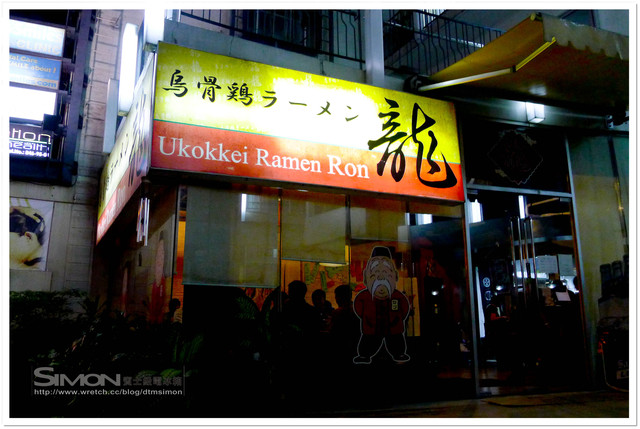 烏骨鶏ラーメン 龍
Ukokkei Ramen Ron
SIMON
http://www.wretch.cc/blog/dtmsimon